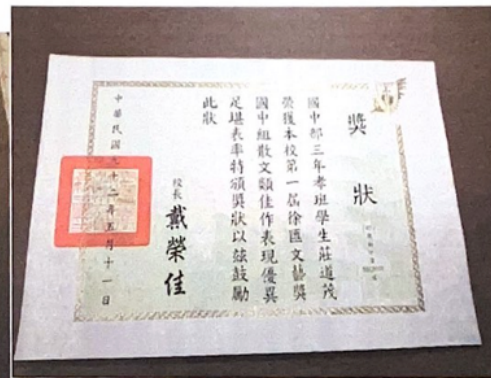 獎狀
國中部三年孝班學生莊道茂
榮獲本校第一屆徐匯文藝獎
國中組散文類佳作表現優異
足堪表率特頒獎狀以茲鼓勵
此狀
校長 戴榮佳
中華民國九十二年五月十一日